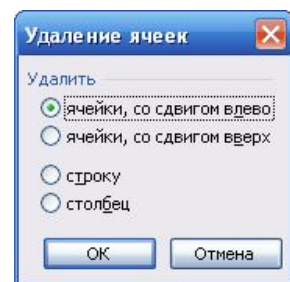 Удаление ячеек
Удалить
ячейки, со сдвигом влево
ячейки, со сдвигом вверх
строку
столбец
ОК
Отмена